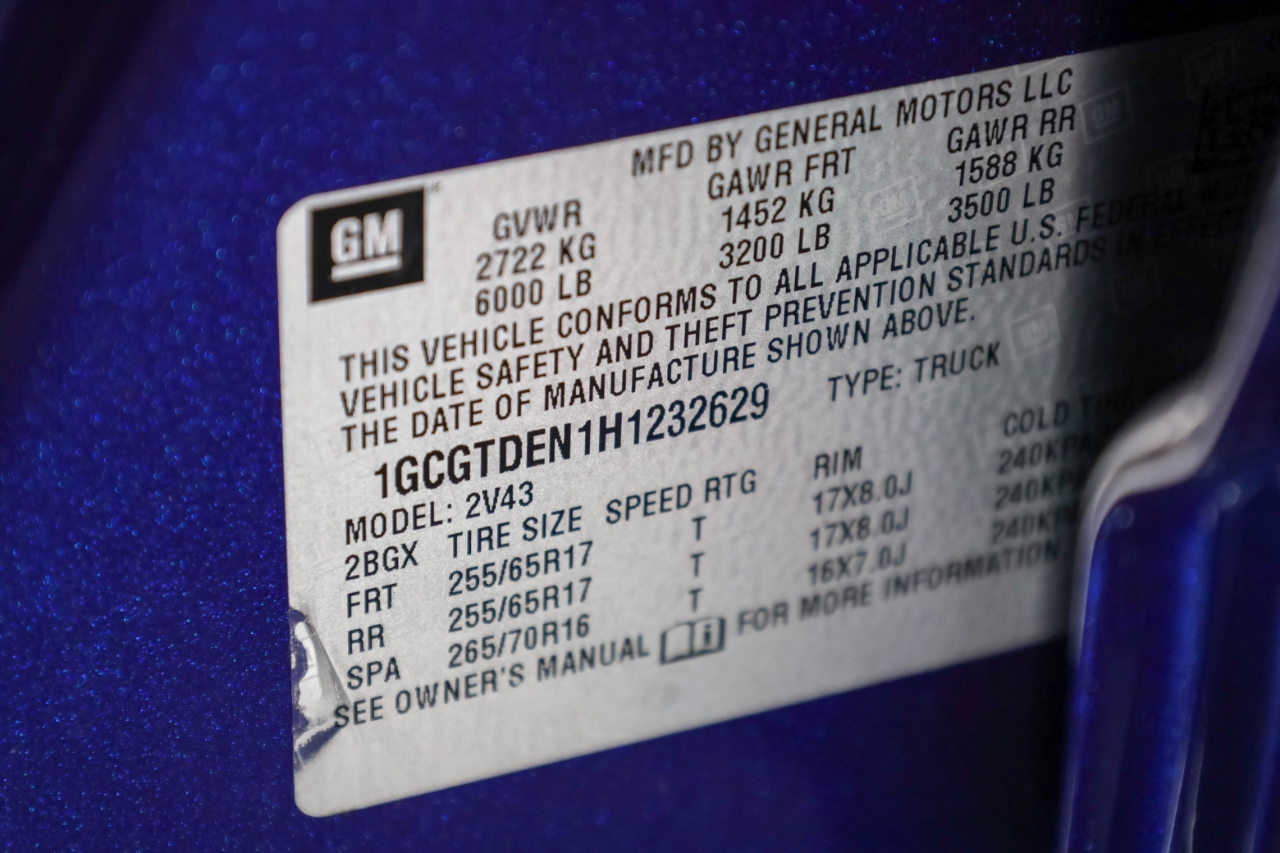 MFD BY GENERAL MOTORS LLC
GM
GVWR GAWR FRT GAWR RR
2722 KG 1452 KG 1588 KG
6000 LB 3200 LB 3500 LB
THIS VEHICLE CONFORMS TO ALL APPLICABLE U.S. FEDERAL
VEHICLE SAFETY AND THEFT PREVENTION STANDARDS IN EFFECT
THE DATE OF MANUFACTURE SHOWN ABOVE.
1GCGTDEN1H1232629 TYPE: TRUCK
MODEL: 2V43
2BGX TIRE SIZE SPEED RTG RIM COLD
FRT 255/65R17 T 17X8.0J 240KPA
RR 255/65R17 T 17X8.0J 240KP
SPA 265/70R16 T 16X7.0J 240KP
SEE OWNER'S MANUAL FOR MORE INFORMATION